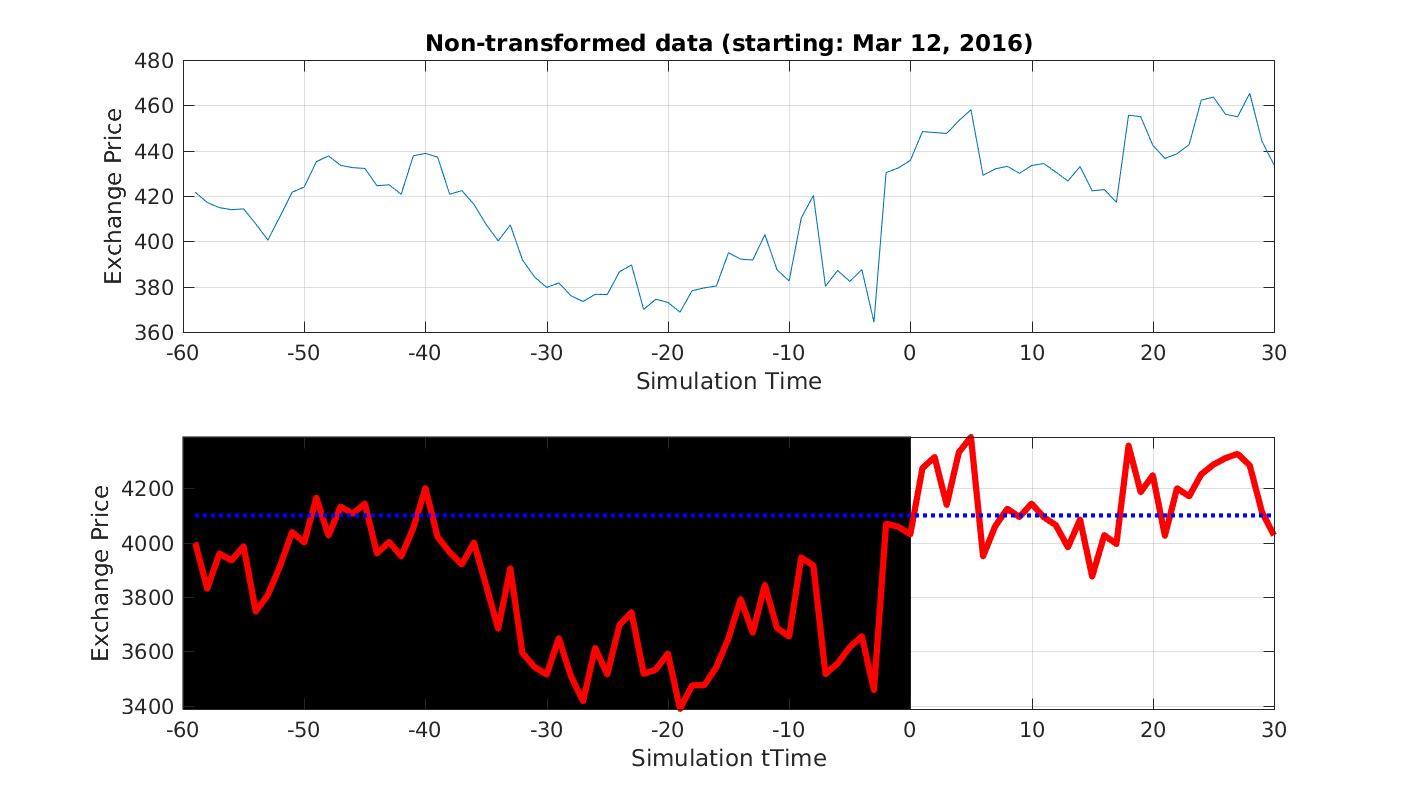 Non-transformed data (starting: Mar 12, 2016)
480
460
440
420
400
380
360
Exchange Price
-60 -50 -40 -30 -20 -10 0 10 20 30
Simulation Time
4200
4000
3800
3600
3400
Exchange Price
-60 -50 -40 -30 -20 -10 0 10 20 30
Simulation tTime